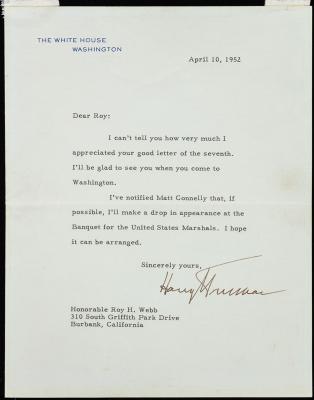 THE WHITE HOUSE
WASHINGTON
April 10, 1952
Dear Roy:
I can't tell you how very much I
appreciated your good letter of the seventh.
I'll be glad to see you when you come to
Washington.
I've notified Matt Connelly that, if
possible, I'll make a drop in appearance at the
Banquet for the United States Marshals. I hope
it can be arranged.
Sincerely yours,
Harry Truman
Honorable Roy H. Webb
310 South Griffith Park Drive
Burbank, California